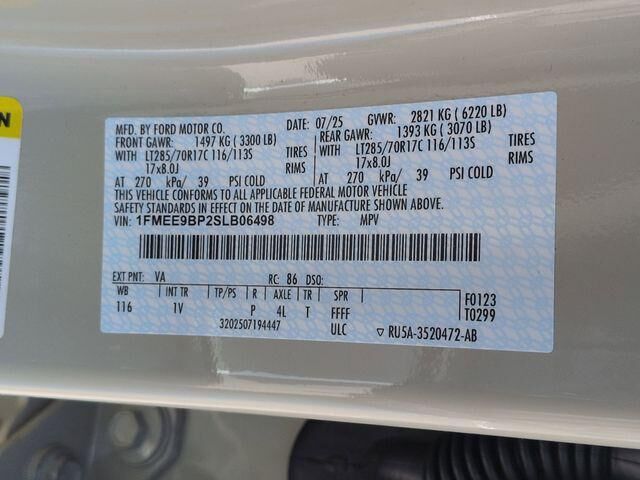 N
MFD. BY FORD MOTOR CO. DATE: 07/25 GVWR: 2821 KG ( 6220 LB)
FRONT GAWR: 1497 KG ( 3300 LB) REAR GAWR: 1393 KG ( 3070 LB)
WITH LT285/70R17C 116/113S TIRES WITH LT285/70R17C 116/113S TIRES
17x8.0J RIMS 17x8.0J RIMS
AT 270 kPa/ 39 PSI COLD AT 270 kPa/ 39 PSI COLD
THIS VEHICLE CONFORMS TO ALL APPLICABLE FEDERAL MOTOR VEHICLE
SAFETY STANDARDS IN EFFECT ON THE DATE OF MANUFACTURE SHOWN ABOVE.
VIN: 1FMEE9BP2SLB06498 TYPE: MPV
EXT PNT: VA RC: 86 DSO:
WB INT TR TP/PS R AXLE TR SPR F0123
116 1V P 4L T FFFF T0299
3202507194447 ULC ▽ RU5A-3520472-AB